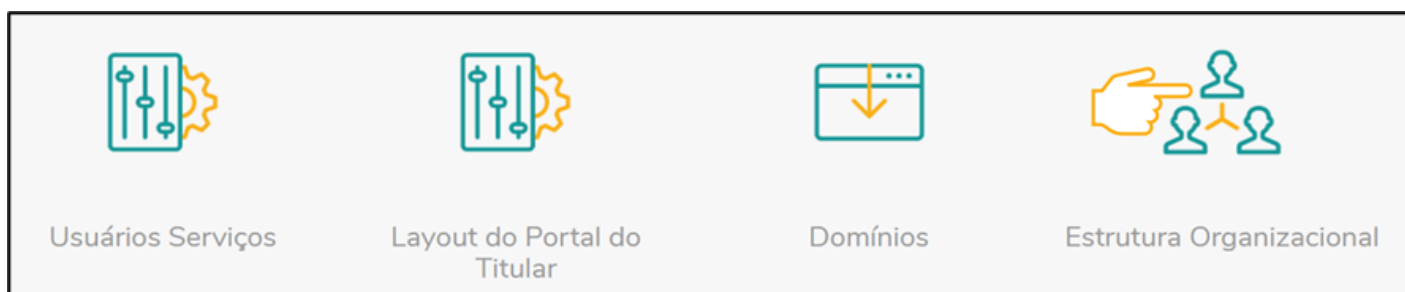 Usuários Serviços
Layout do Portal do
Titular
Domínios
Estrutura Organizacional